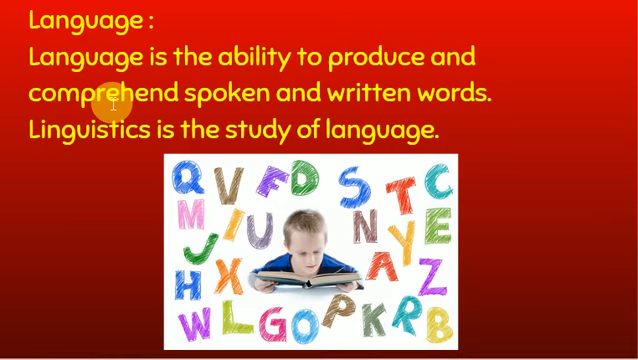 Language :
Language is the ability to produce and
comprehend spoken and written words.
Linguistics is the study of language.
Q V F D S T C
M I U N Y E
J H X A Z
W L G O P K R B